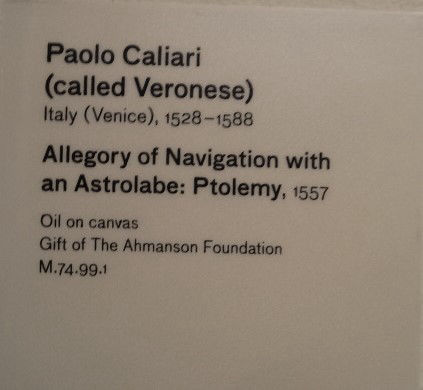 Paolo Caliari
(called Veronese)
Italy (Venice), 1528–1588
Allegory of Navigation with
an Astrolabe: Ptolemy, 1557
Oil on canvas
Gift of The Ahmanson Foundation
M.74.99.1